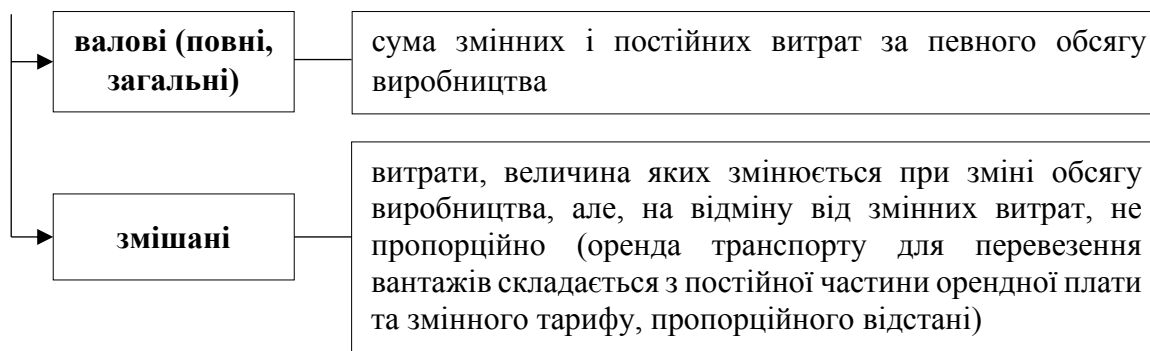 валові (повні,
загальні)
сума змінних і постійних витрат за певного обсягу
виробництва
змішані
витрати, величина яких змінюється при зміні обсягу
виробництва, але, на відміну від змінних витрат, не
пропорційно (оренда транспорту для перевезення
вантажів складається з постійної частини орендної плати
та змінного тарифу, пропорційного відстані)